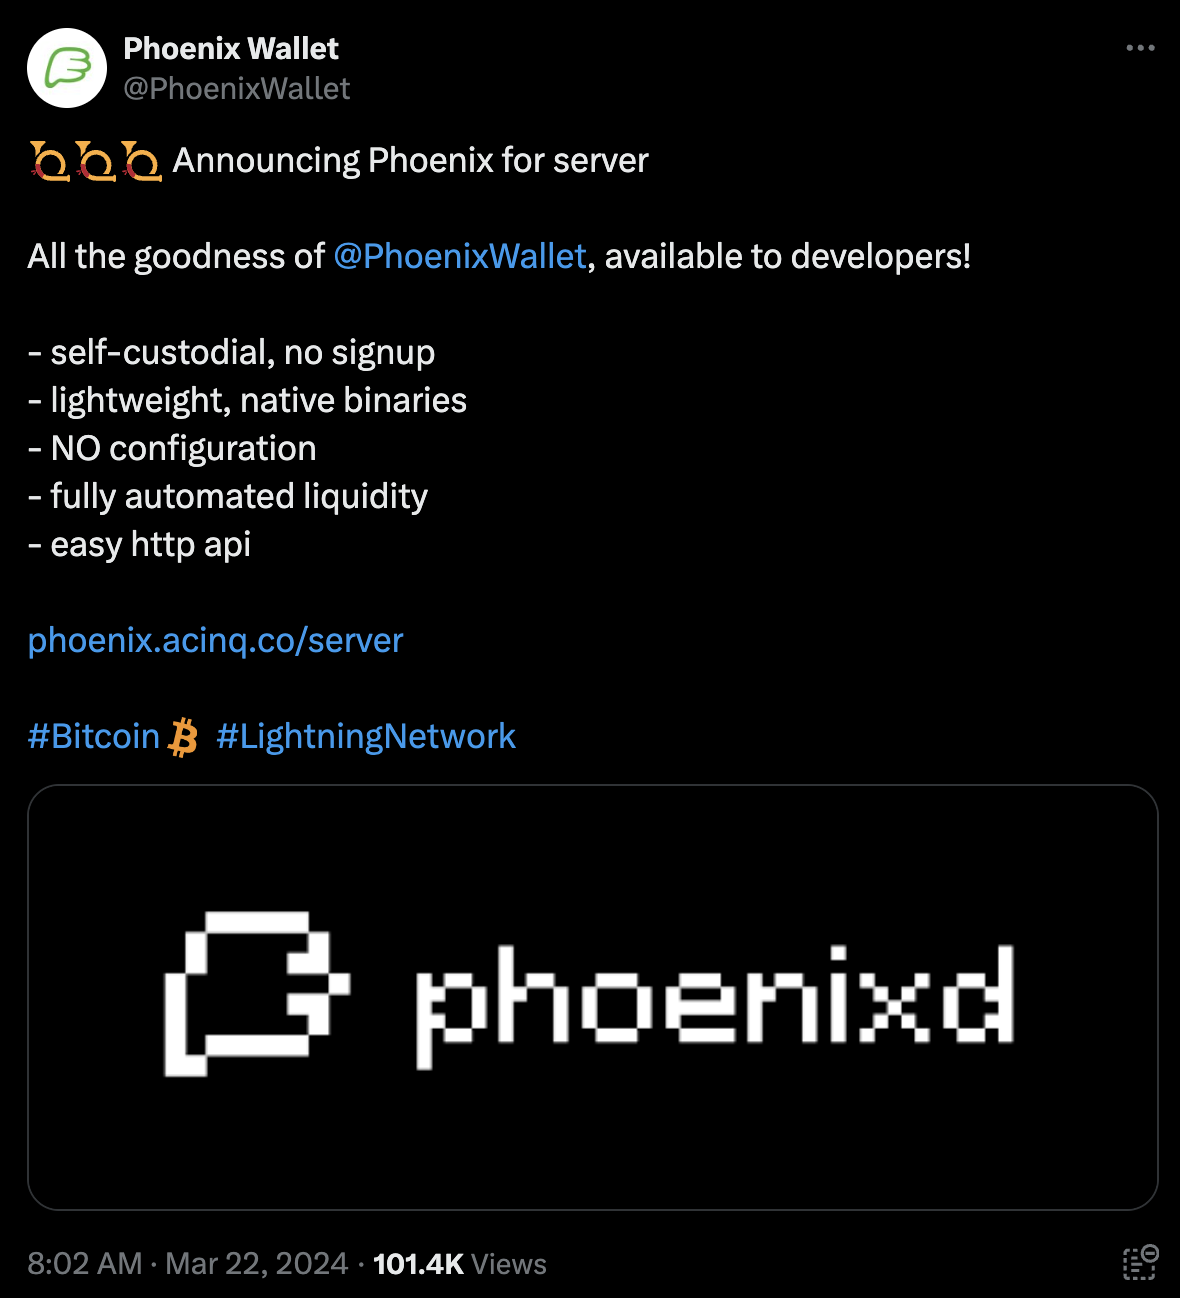 Phoenix Wallet
@PhoenixWallet
📯📯📯 Announcing Phoenix for server
All the goodness of @PhoenixWallet, available to developers!
- self-custodial, no signup
- lightweight, native binaries
- NO configuration
- fully automated liquidity
- easy http api
phoenix.acinq.co/server
#Bitcoin #LightningNetwork
phoenixd
8:02 AM · Mar 22, 2024 · 101.4K Views